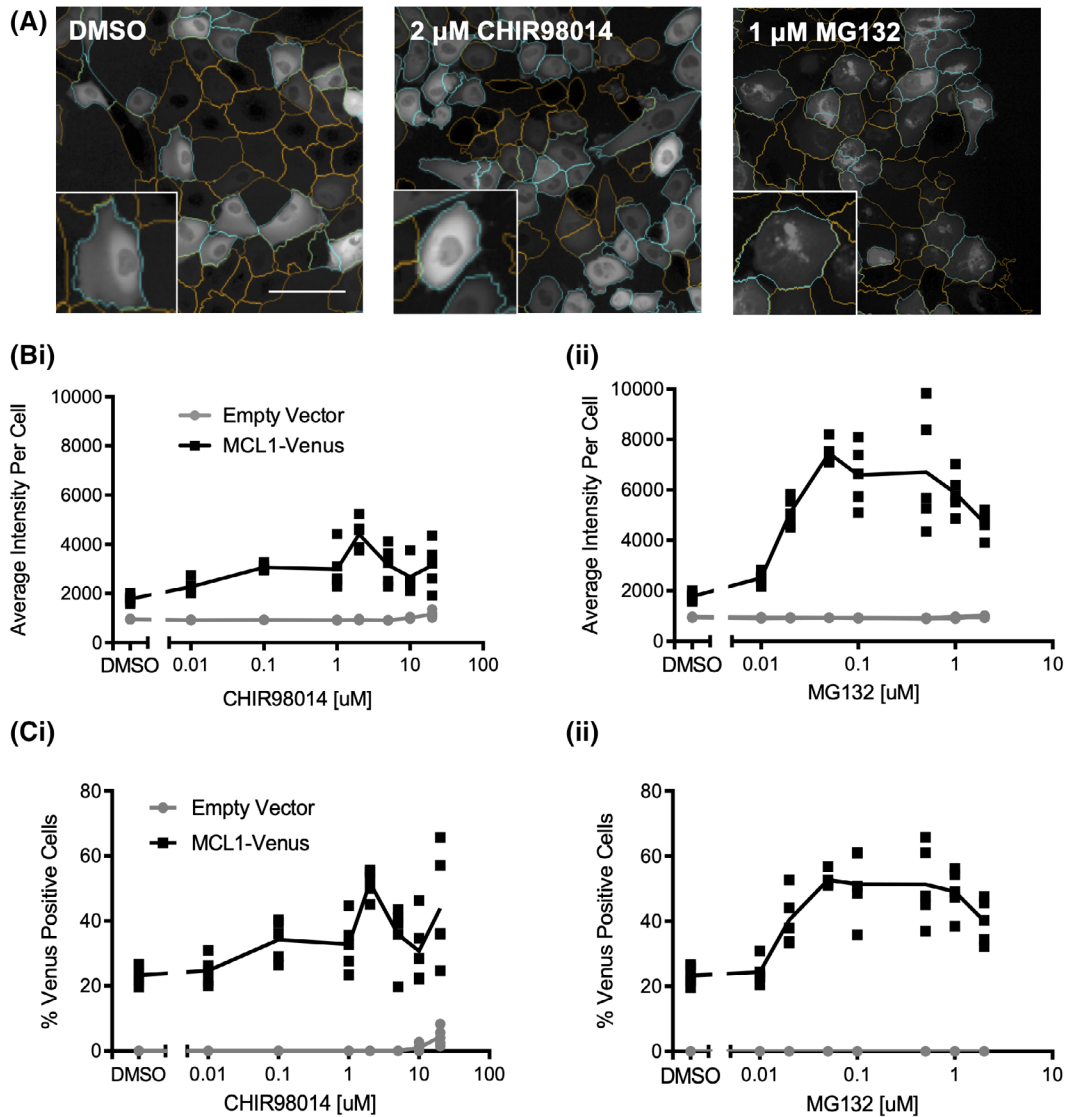 (A)
DMSO
2 µM CHIR98014
1 µM MG132
(Bi)
Average Intensity Per Cell
10000
8000
6000
4000
2000
0
Empty Vector
MCL1-Venus
DMSO 0.01 0.1 1 10 100
CHIR98014 [uM]
(ii)
Average Intensity Per Cell
10000
8000
6000
4000
2000
0
DMSO 0.01 0.1 1 10
MG132 [uM]
(Ci)
% Venus Positive Cells
80
60
40
20
0
Empty Vector
MCL1-Venus
DMSO 0.01 0.1 1 10 100
CHIR98014 [uM]
(ii)
% Venus Positive Cells
80
60
40
20
0
DMSO 0.01 0.1 1 10
MG132 [uM]